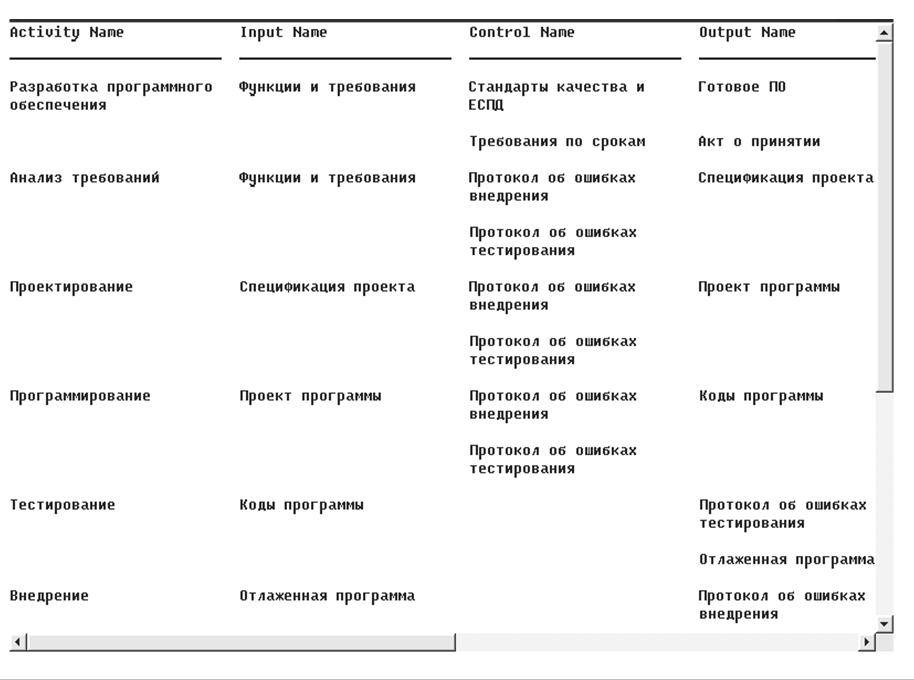 Activity Name Input Name Control Name Output Name
Разработка программного Функции и требования Стандарты качества и Готовое ПО
обеспечения ЕСПД
Требования по срокам Акт о принятии
Анализ требований Функции и требования Протокол об ошибках Спецификация проекта
внедрения
Протокол об ошибках
тестирования
Проектирование Спецификация проекта Протокол об ошибках Проект программы
внедрения
Протокол об ошибках
тестирования
Программирование Проект программы Протокол об ошибках Коды программы
внедрения
Протокол об ошибках
тестирования
Тестирование Коды программы Протокол об ошибках
тестирования
Отлаженная программа
Внедрение Отлаженная программа Протокол об ошибках
внедрения